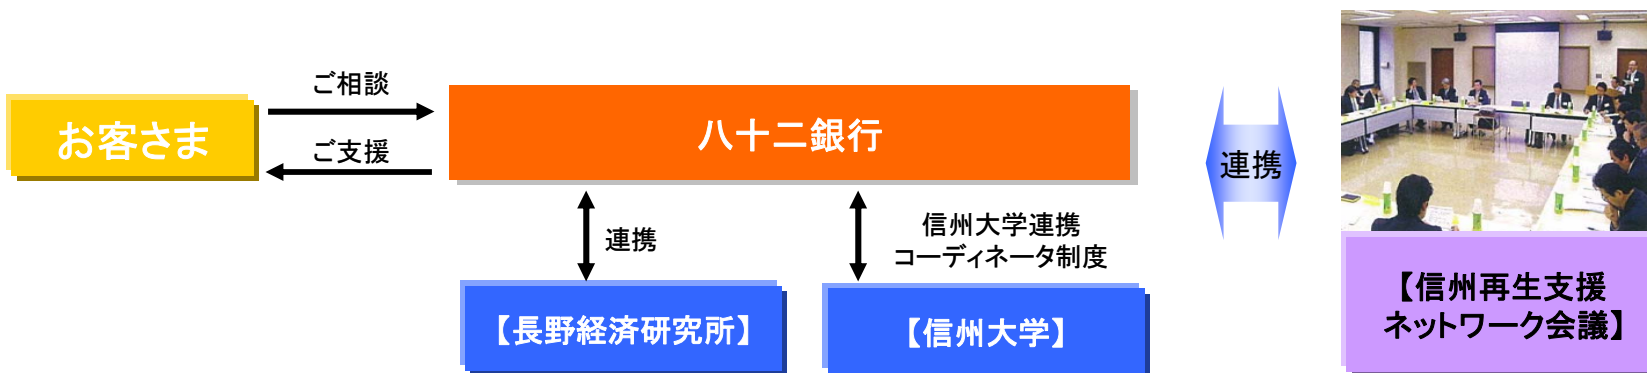 ご相談
お客さま
ご支援
八十二銀行
連携
連携
信州大学連携
コーディネータ制度
【長野経済研究所】
【信州大学】
【信州再生支援
ネットワーク会議】